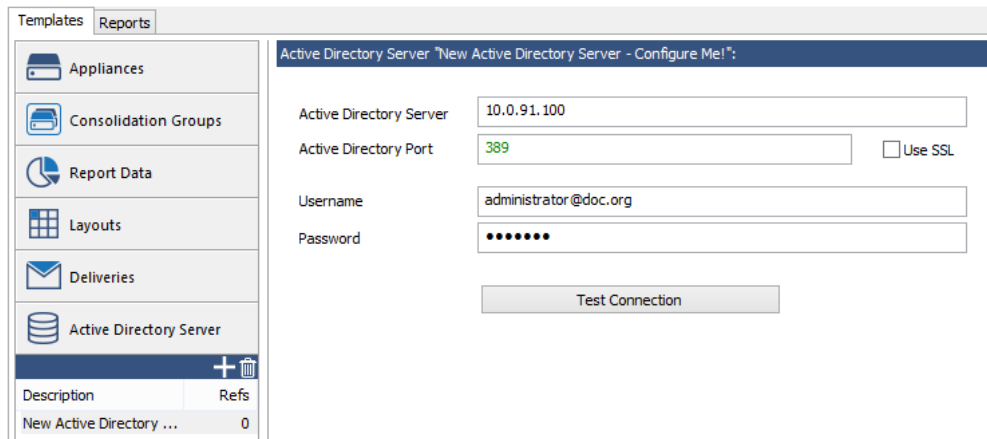 Templates Reports
Appliances
Consolidation Groups
Report Data
Layouts
Deliveries
Active Directory Server
Description Refs
New Active Directory ... 0
Active Directory Server "New Active Directory Server - Configure Me!":
Active Directory Server 10.0.91.100
Active Directory Port 389 Use SSL
Username administrator@doc.org
Password •••••••
Test Connection